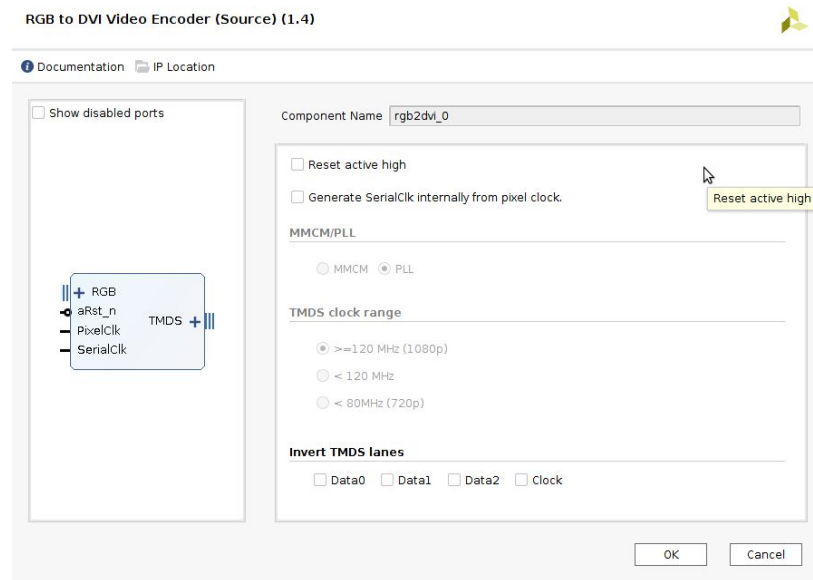 RGB to DVI Video Encoder (Source) (1.4)
Documentation IP Location
Show disabled ports
RGB
aRst_n
PixelClk
SerialClk
TMDS
Component Name rgb2dvi_0
Reset active high
Reset active high
Generate SerialClk internally from pixel clock.
MMCM/PLL
MMCM PLL
TMDS clock range
>=120 MHz (1080p)
< 120 MHz
< 80MHz (720p)
Invert TMDS lanes
Data0 Data1 Data2 Clock
OK Cancel